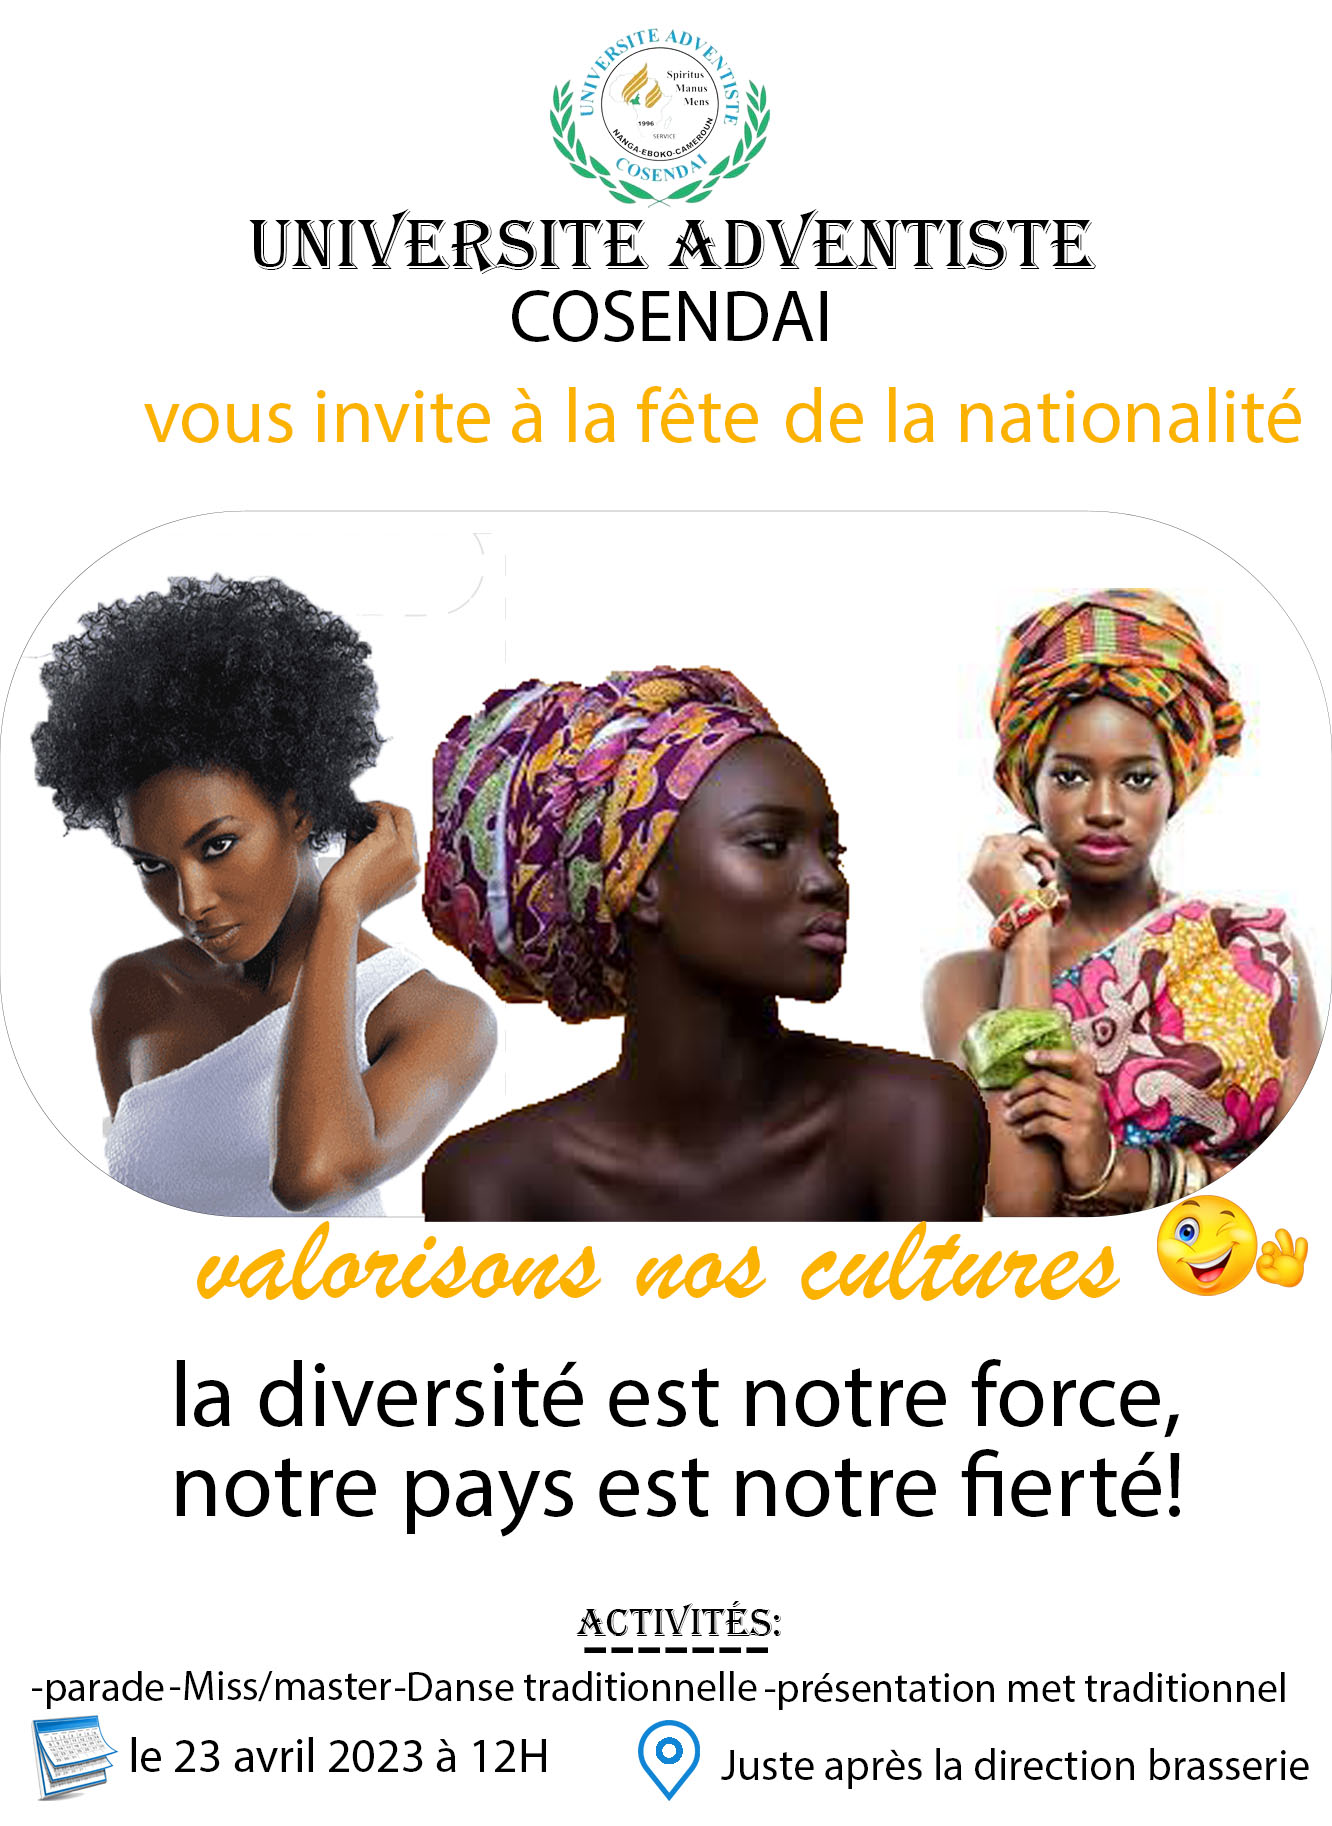 UNIVERSITE ADVENTISTE
Spiritus
Manus
Mens
1996
SERVICE
NANGA-EBOKO-CAMEROUN
COSENDAI
UNIVERSITE ADVENTISTE
COSENDAI
vous invite à la fête de la nationalité
valorisons nos cultures
la diversité est notre force,
notre pays est notre fierté!
ACTIVITÉS:
-parade-Miss/master-Danse traditionnelle-présentation met traditionnel
le 23 avril 2023 à 12H
Juste après la direction brasserie